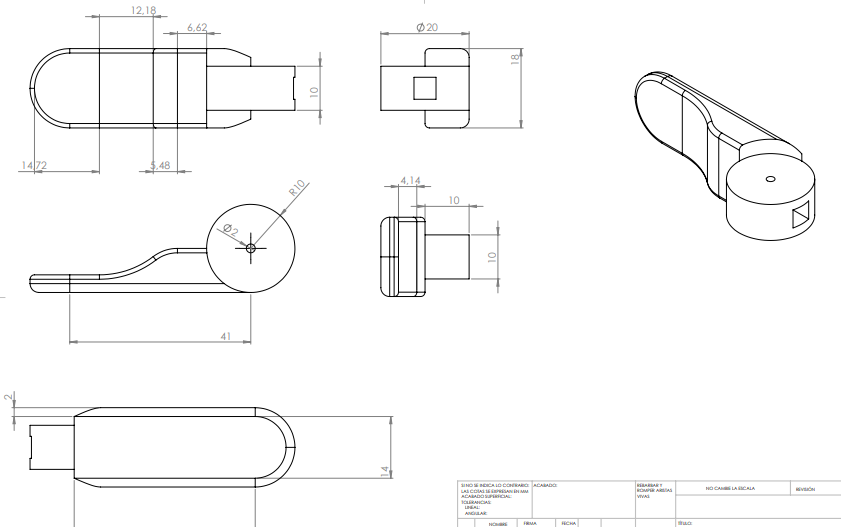 12,18
6,62
10
14,72
5,48
Ø20
18
R10
Ø2
41
4,14
10
10
2
14
SI NO SE INDICA LO CONTRARIO:
LAS COTAS SE EXPRESAN EN MM
ACABADO SUPERFICIAL:
TOLERANCIAS:
LINEAL:
ANGULAR:
ACABADO:
REBARBAR Y
ROMPER ARISTAS
VIVAS
NO CAMBIE LA ESCALA
REVISIÓN
NOMBRE
FIRMA
FECHA
TÍTULO: